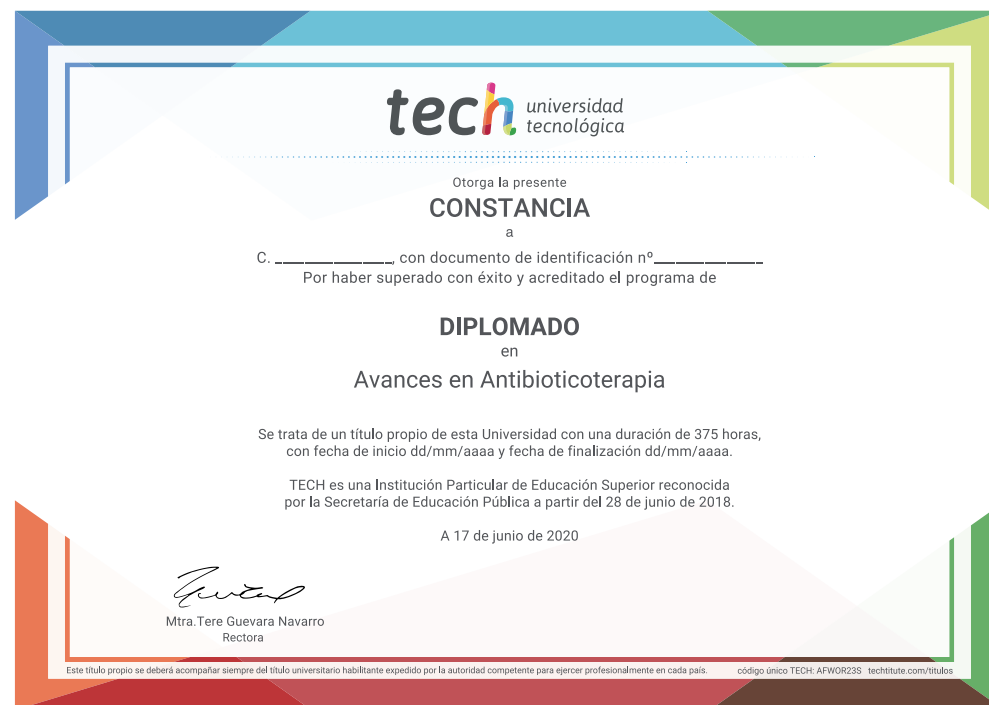 tech universidad
tecnológica
Otorga la presente
CONSTANCIA
a
C. ______________, con documento de identificación nº_____________
Por haber superado con éxito y acreditado el programa de
DIPLOMADO
en
Avances en Antibioticoterapia
Se trata de un título propio de esta Universidad con una duración de 375 horas,
con fecha de inicio dd/mm/aaaa y fecha de finalización dd/mm/aaaa.
TECH es una Institución Particular de Educación Superior reconocida
por la Secretaría de Educación Pública a partir del 28 de junio de 2018.
A 17 de junio de 2020
Mtra.Tere Guevara Navarro
Rectora
Este título propio se deberá acompañar siempre del título universitario habilitante expedido por la autoridad competente para ejercer profesionalmente en cada país. código único TECH: AFWOR23S techtitute.com/titulos